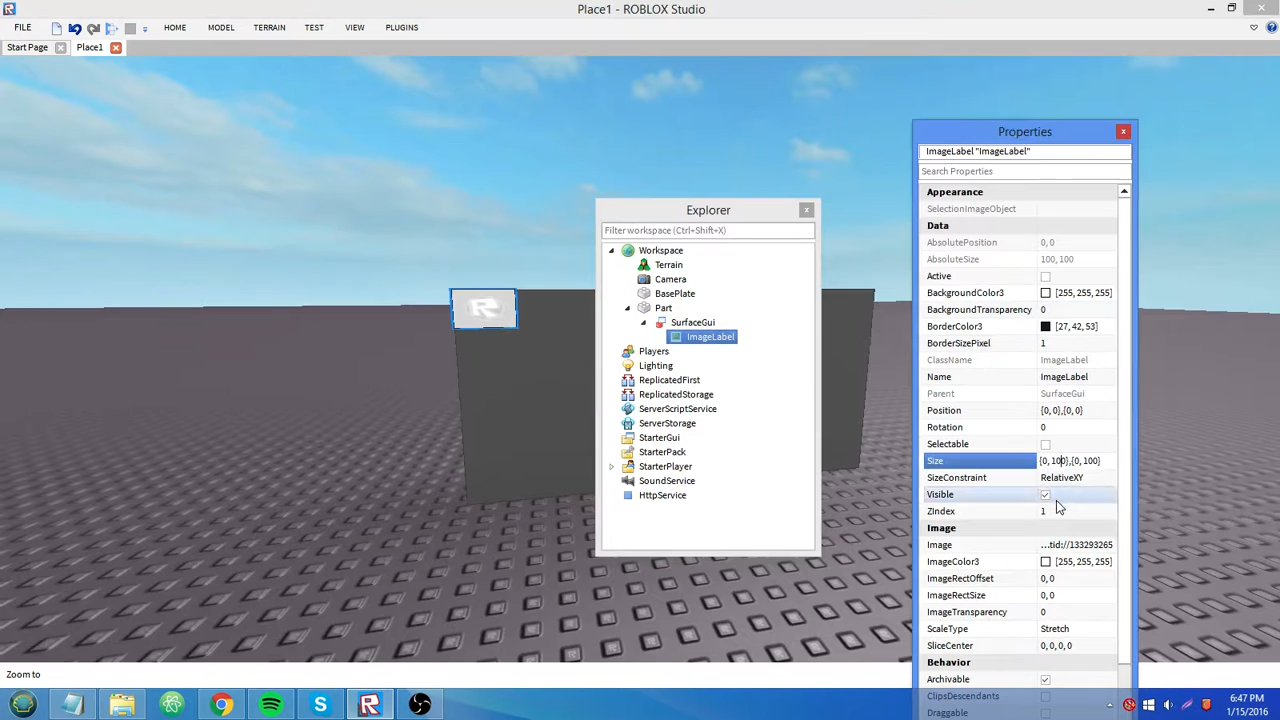 Place1 - ROBLOX Studio
FILE
HOME
MODEL
TERRAIN
TEST
VIEW
PLUGINS
Start Page
Place1
Explorer
Filter workspace (Ctrl+Shift+X)
Workspace
Terrain
Camera
BasePlate
Part
SurfaceGui
ImageLabel
Players
Lighting
ReplicatedFirst
ReplicatedStorage
ServerScriptService
ServerStorage
StarterGui
StarterPack
StarterPlayer
SoundService
HttpService
Properties
ImageLabel "ImageLabel"
Search Properties
Appearance
SelectionImageObject
Data
AbsolutePosition 0, 0
AbsoluteSize 100, 100
Active
BackgroundColor3 [255, 255, 255]
BackgroundTransparency 0
BorderColor3 [27, 42, 53]
BorderSizePixel 1
ClassName ImageLabel
Name ImageLabel
Parent SurfaceGui
Position {0, 0},{0, 0}
Rotation 0
Selectable
Size {0, 100},{0, 100}
SizeConstraint RelativeXY
Visible
ZIndex 1
Image
Image ...tid://133293265
ImageColor3 [255, 255, 255]
ImageRectOffset 0, 0
ImageRectSize 0, 0
ImageTransparency 0
ScaleType Stretch
SliceCenter 0, 0, 0, 0
Behavior
Archivable
ClipsDescendants
Draggable
Zoom to
6:47 PM
1/15/2016